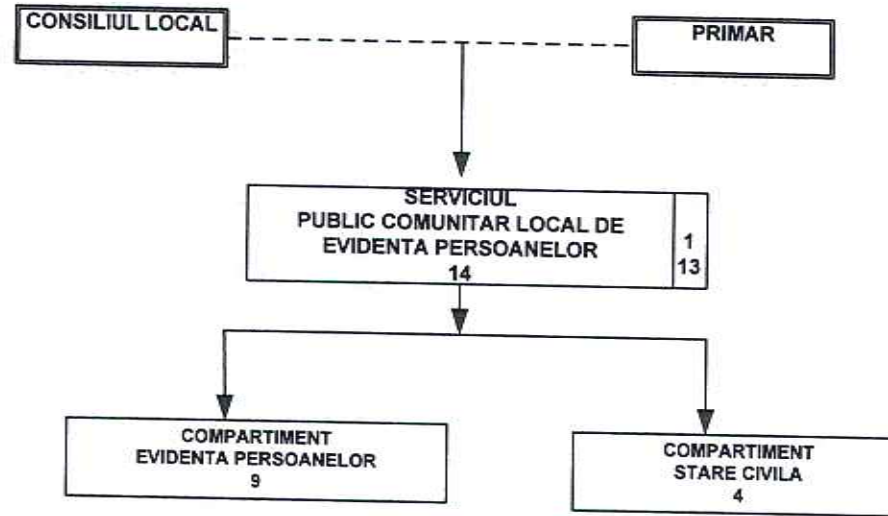 CONSILIUL LOCAL
PRIMAR
SERVICIUL
PUBLIC COMUNITAR LOCAL DE
EVIDENTA PERSOANELOR
14
1
13
COMPARTIMENT
EVIDENTA PERSOANELOR
9
COMPARTIMENT
STARE CIVILA
4